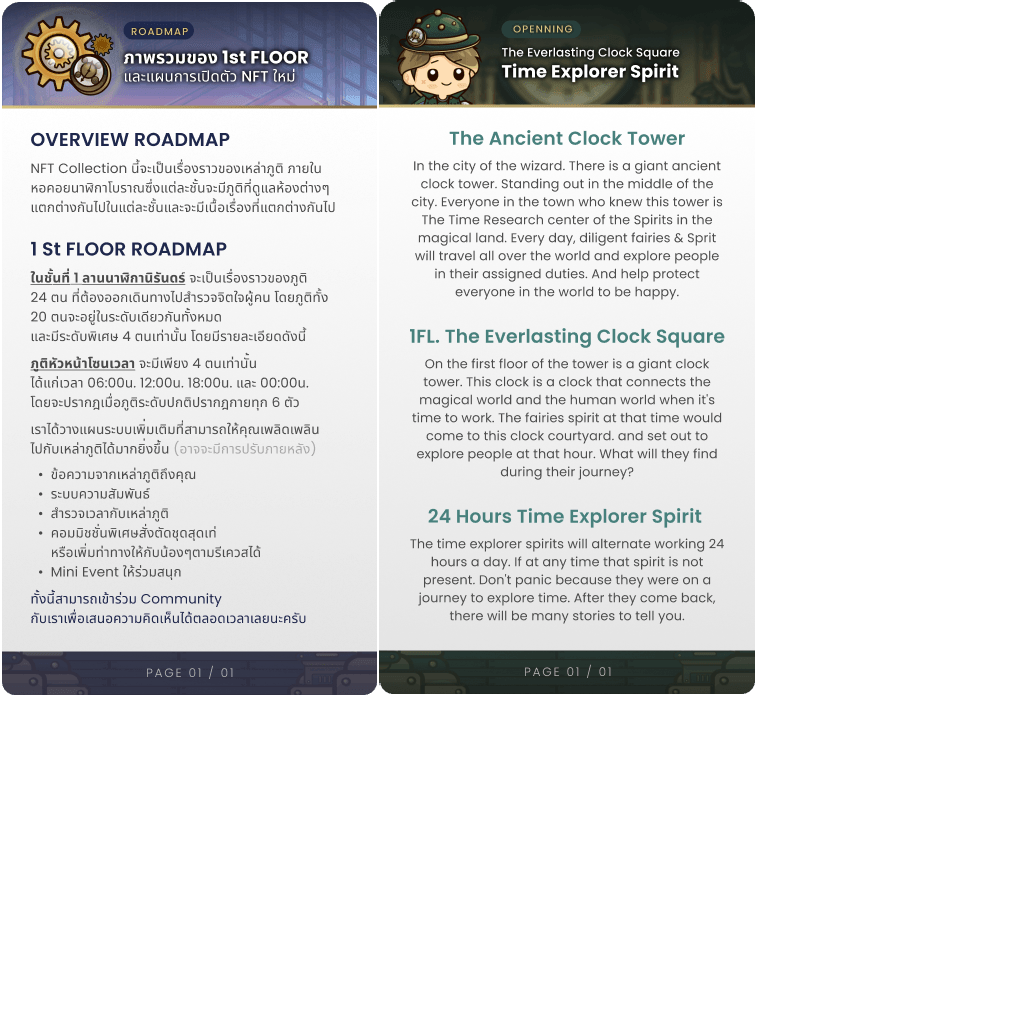 ROADMAP
ภาพรวมของ 1st FLOOR
และแผนการเปิดตัว NFT ใหม่
OVERVIEW ROADMAP
NFT Collection นี้จะเป็นเรื่องราวของเหล่าภูติ ภายใน
หอคอยนาฬิกาโบราณซึ่งแต่ละชั้นจะมีภูติที่ดูแลห้องต่างๆ
แตกต่างกันไปในแต่ละชั้นและจะมีเนื้อเรื่องที่แตกต่างกันไป
1 St FLOOR ROADMAP
ในชั้นที่ 1 ลานนาฬิกานิรันดร์ จะเป็นเรื่องราวของภูติ
24 ตน ที่ต้องออกเดินทางไปสำรวจจิตใจผู้คน โดยภูติทั้ง
20 ตนจะอยู่ในระดับเดียวกันทั้งหมด
และมีระดับพิเศษ 4 ตนเท่านั้น โดยมีรายละเอียดดังนี้
ภูติหัวหน้าโซนเวลา จะมีเพียง 4 ตนเท่านั้น
ได้แก่เวลา 06:00น. 12:00น. 18:00น. และ 00:00น.
โดยจะปรากฎเมื่อภูติระดับปกติปรากฎกายทุก 6 ตัว
เราได้วางแผนระบบเพิ่มเติมที่สามารถให้คุณเพลิดเพลิน
ไปกับเหล่าภูติได้มากยิ่งขึ้น (อาจจะมีการปรับภายหลัง)
• ข้อความจากเหล่าภูติถึงคุณ
• ระบบความสัมพันธ์
• สำรวจเวลากับเหล่าภูติ
• คอมมิชชั่นพิเศษสั่งตัดชุดสุดเท่
หรือเพิ่มท่าทางให้กับน้องๆตามรีเควสได้
• Mini Event ให้ร่วมสนุก
ทั้งนี้สามารถเข้าร่วม Community
กับเราเพื่อเสนอความคิดเห็นได้ตลอดเวลาเลยนะครับ
PAGE 01 / 01
OPENNING
The Everlasting Clock Square
Time Explorer Spirit
The Ancient Clock Tower
In the city of the wizard. There is a giant ancient
clock tower. Standing out in the middle of the
city. Everyone in the town who knew this tower is
The Time Research center of the Spirits in the
magical land. Every day, diligent fairies & Sprit
will travel all over the world and explore people
in their assigned duties. And help protect
everyone in the world to be happy.
1FL. The Everlasting Clock Square
On the first floor of the tower is a giant clock
tower. This clock is a clock that connects the
magical world and the human world when it's
time to work. The fairies spirit at that time would
come to this clock courtyard. and set out to
explore people at that hour. What will they find
during their journey?
24 Hours Time Explorer Spirit
The time explorer spirits will alternate working 24
hours a day. If at any time that spirit is not
present. Don't panic because they were on a
journey to explore time. After they come back,
there will be many stories to tell you.
PAGE 01 / 01